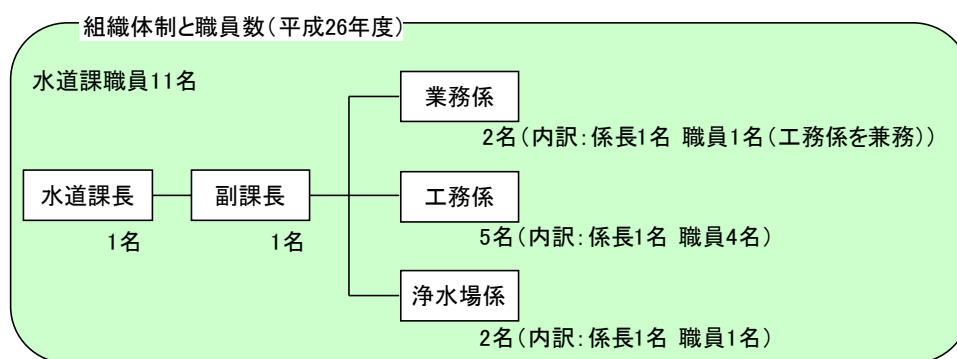 組織体制と職員数（平成26年度）
水道課職員11名
業務係
2名（内訳：係長1名 職員1名（工務係を兼務））
水道課長
副課長
工務係
1名
1名
5名（内訳：係長1名 職員4名）
浄水場係
2名（内訳：係長1名 職員1名）